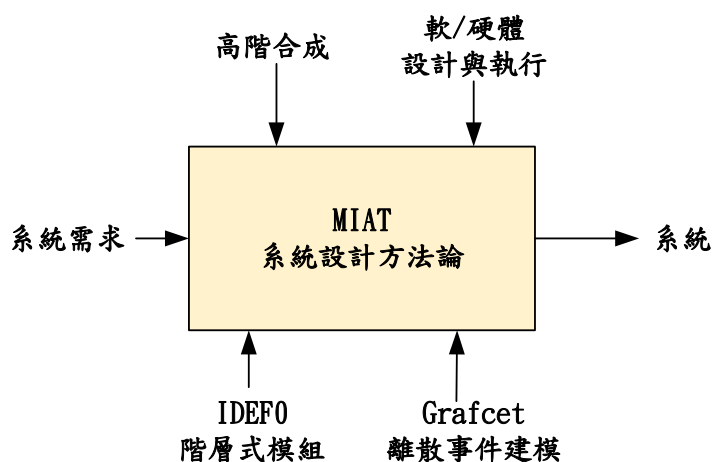 高階合成
軟/硬體
設計與執行
系統需求
MIAT
系統設計方法論
系統
IDEF0
階層式模組
Grafcet
離散事件建模